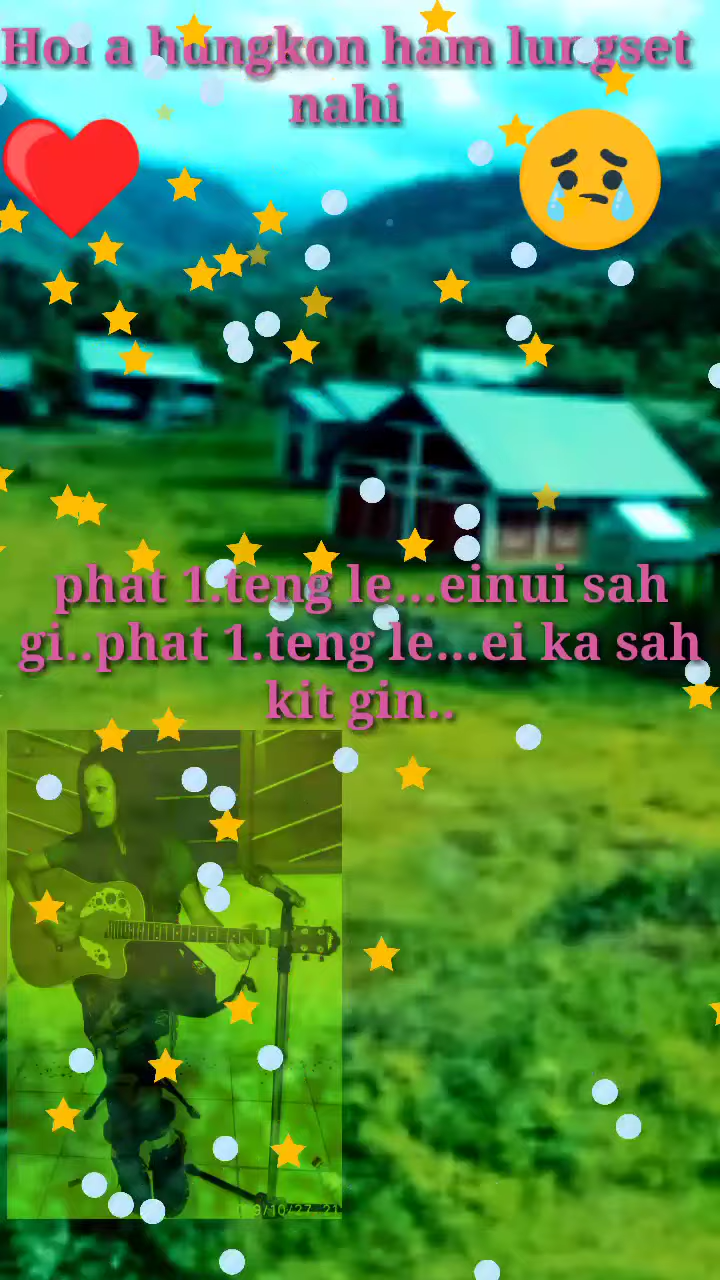 Hoi a hungkon ham lungset
nahi
phat 1.teng le...einui sah
gi..phat 1.teng le...ei ka sah
kit gin..